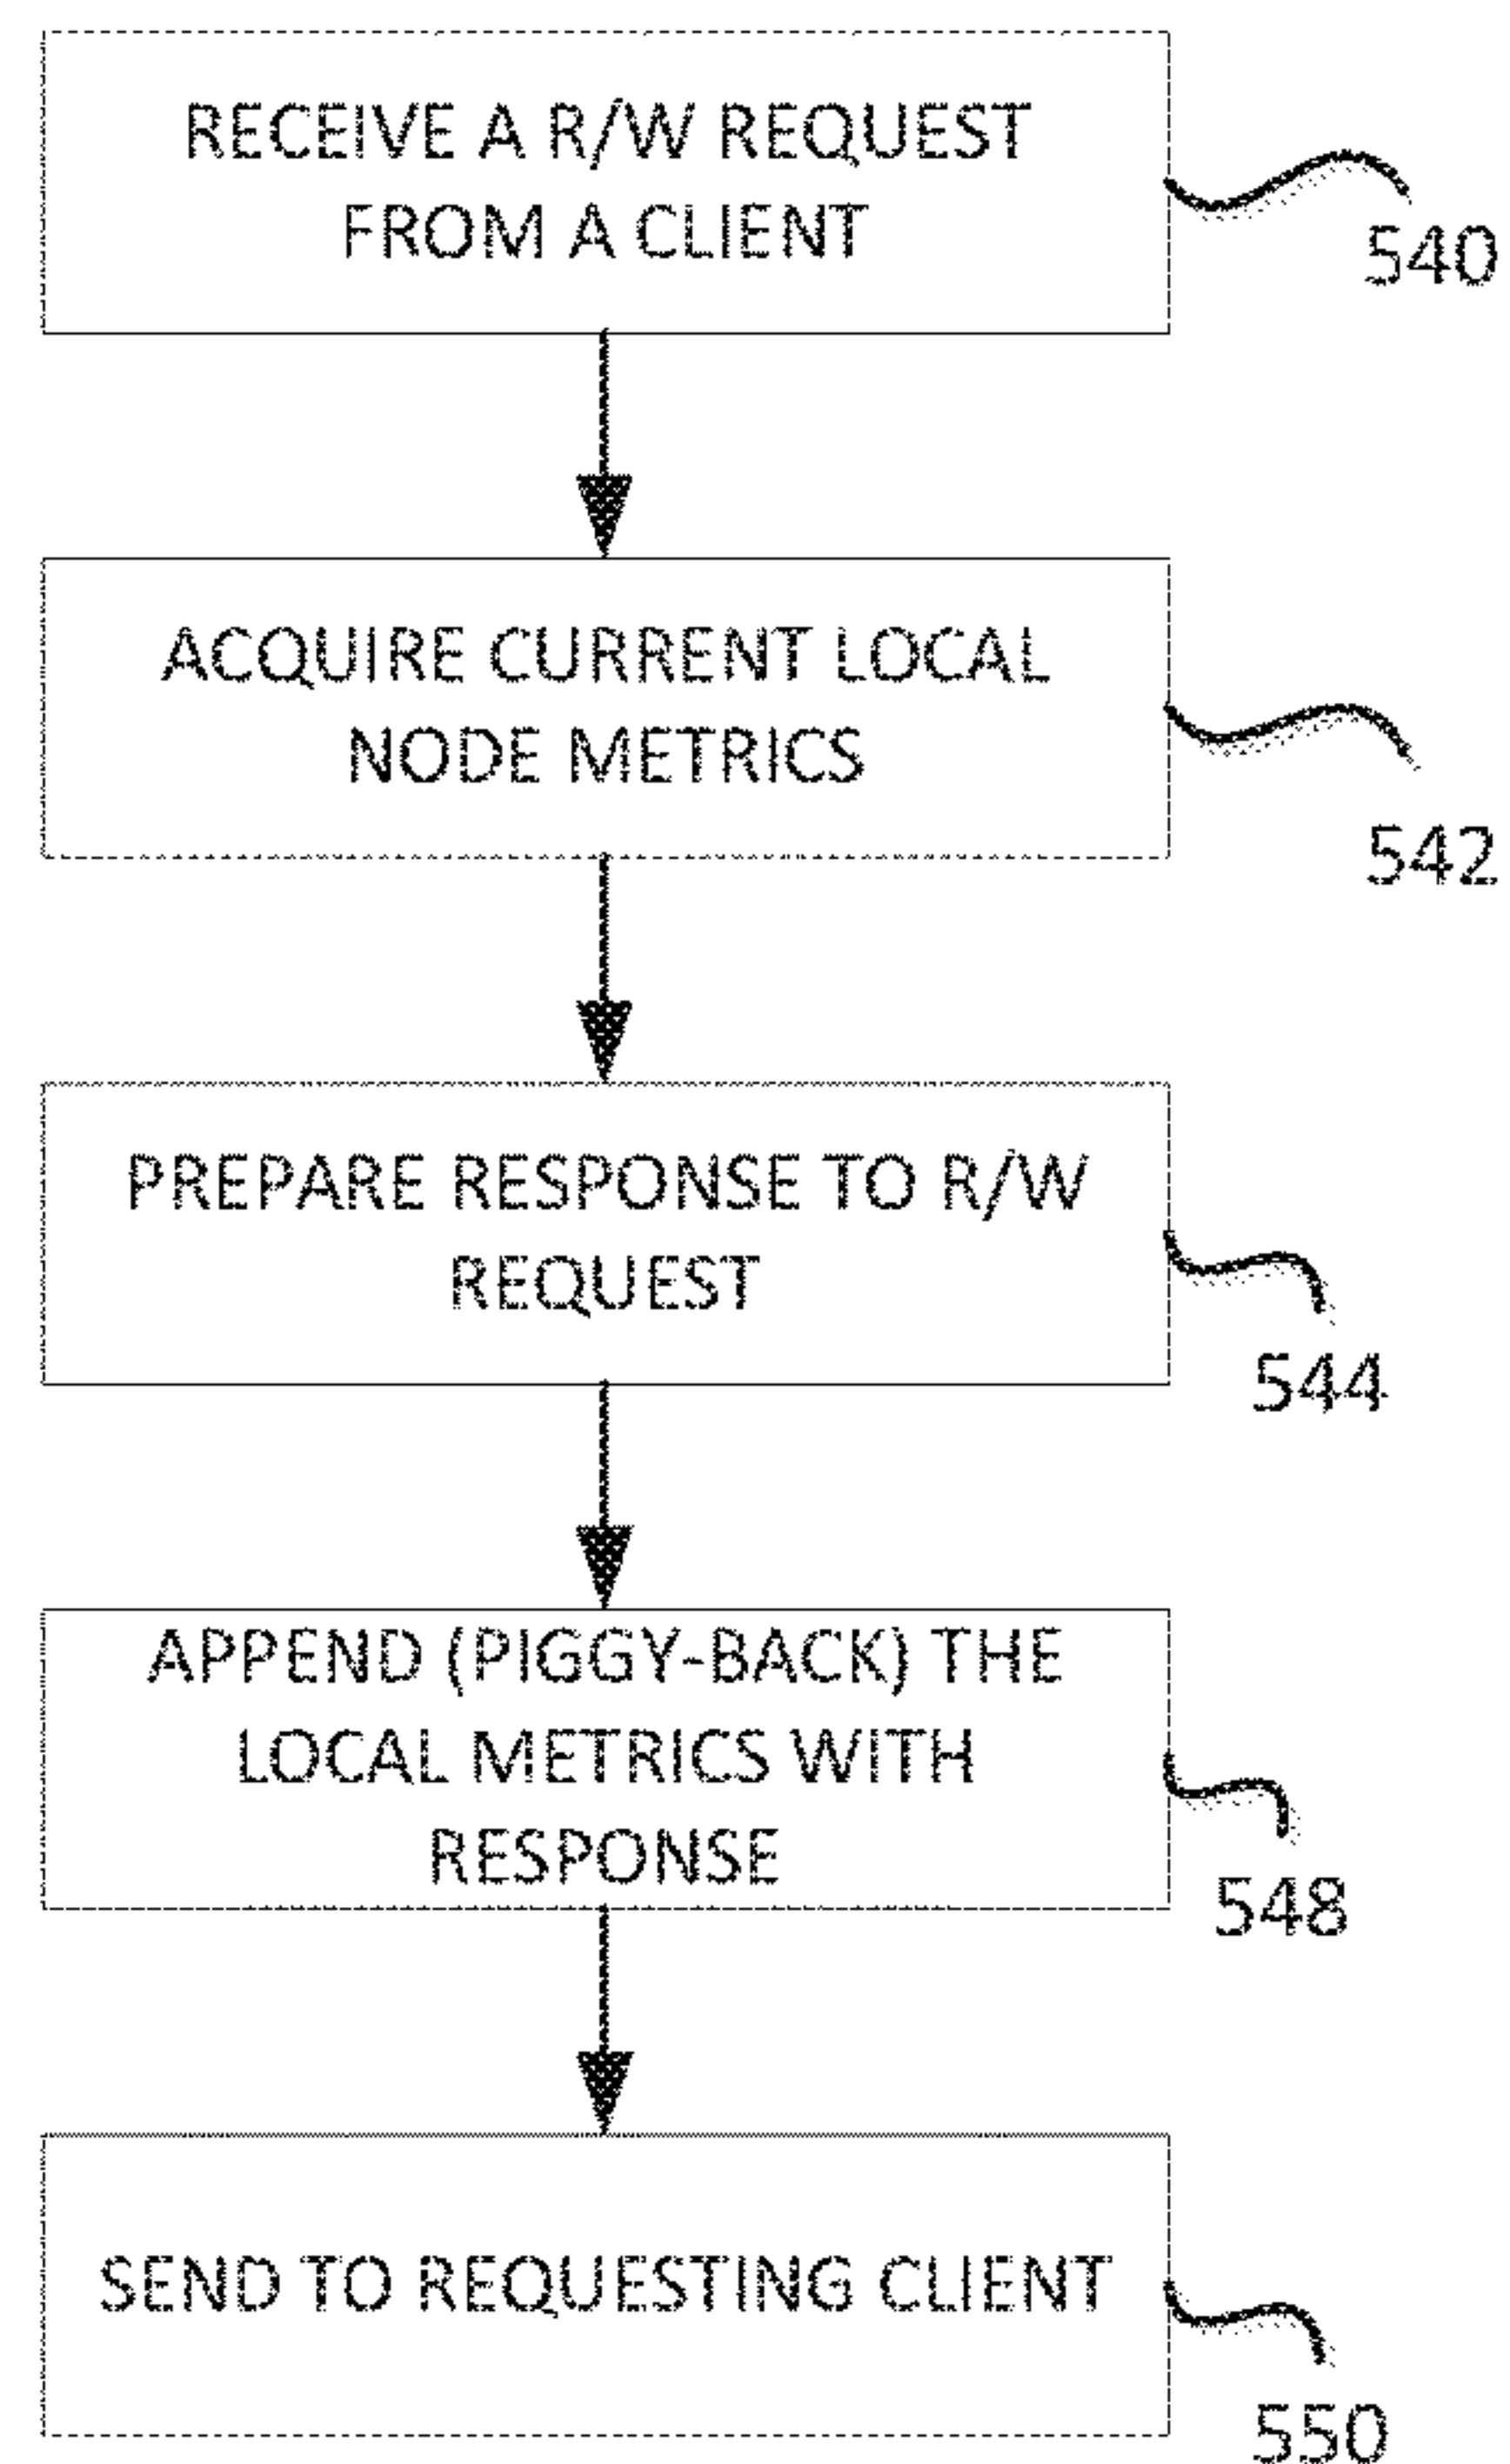 RECEIVE A R/W REQUEST
FROM A CLIENT
540
ACQUIRE CURRENT LOCAL
NODE METRICS
542
PREPARE RESPONSE TO R/W
REQUEST
544
APPEND (PIGGY-BACK) THE
LOCAL METRICS WITH
RESPONSE
548
SEND TO REQUESTING CLIENT
550